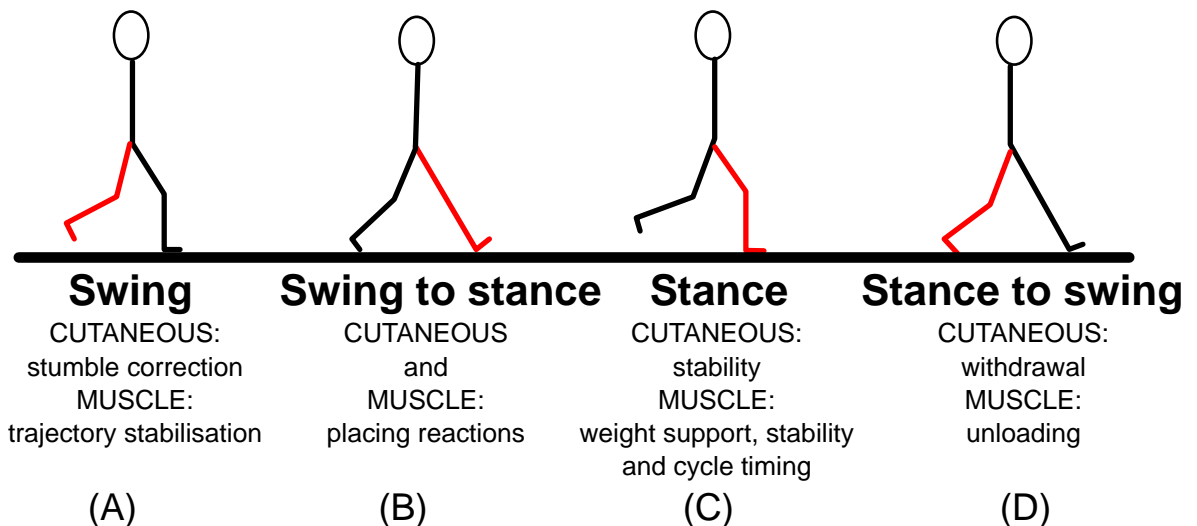 Swing
CUTANEOUS:
stumble correction
MUSCLE:
trajectory stabilisation
(A)
Swing to stance
CUTANEOUS
and
MUSCLE:
placing reactions
(B)
Stance
CUTANEOUS:
stability
MUSCLE:
weight support, stability
and cycle timing
(C)
Stance to swing
CUTANEOUS:
withdrawal
MUSCLE:
unloading
(D)